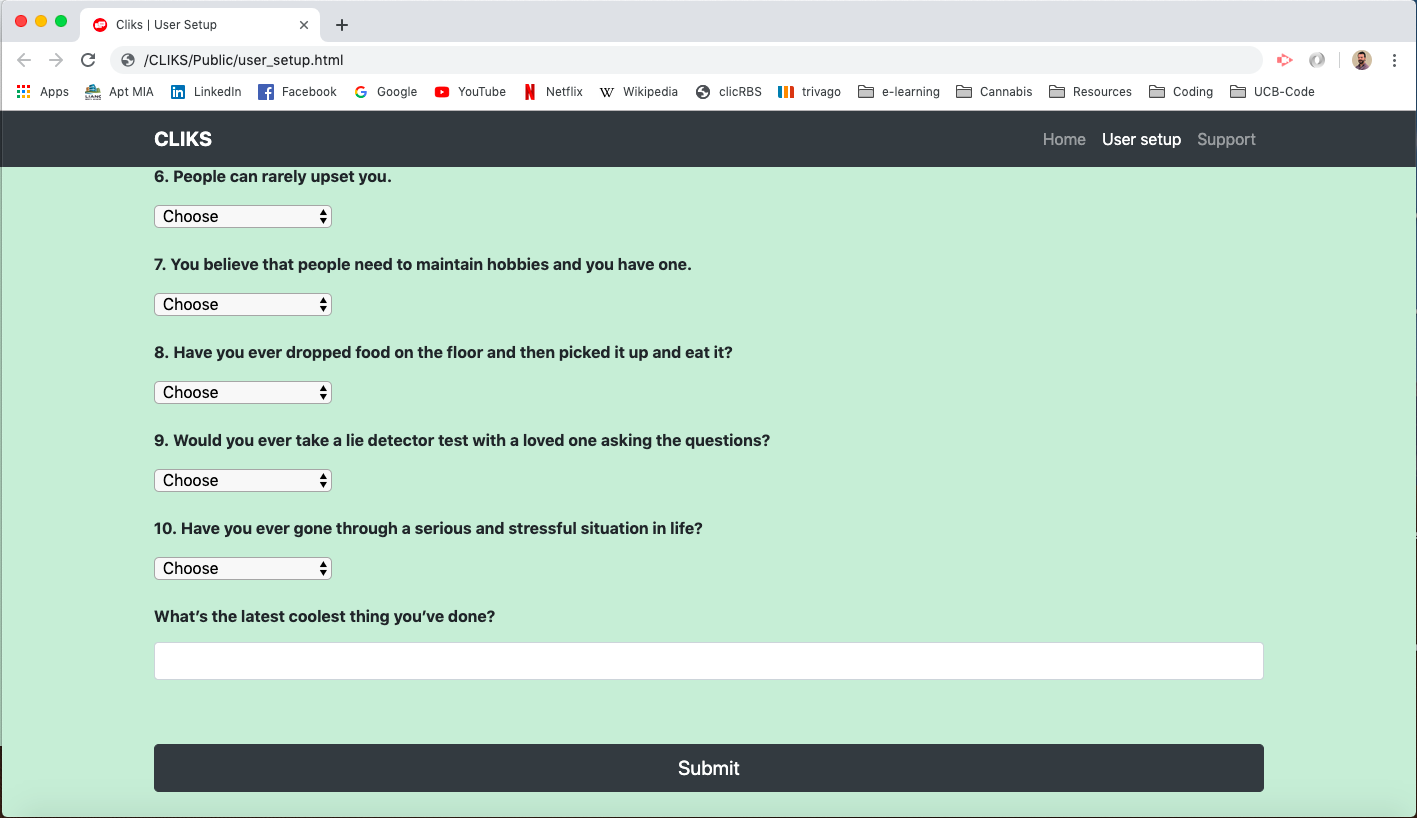 Cliks | User Setup
/CLIKS/Public/user_setup.html
Apps Apt MIA LinkedIn Facebook Google YouTube Netflix W Wikipedia clicRBS trivago e-learning Cannabis Resources Coding UCB-Code
CLIKS Home User setup Support
6. People can rarely upset you.
Choose
7. You believe that people need to maintain hobbies and you have one.
Choose
8. Have you ever dropped food on the floor and then picked it up and eat it?
Choose
9. Would you ever take a lie detector test with a loved one asking the questions?
Choose
10. Have you ever gone through a serious and stressful situation in life?
Choose
What’s the latest coolest thing you’ve done?
Submit